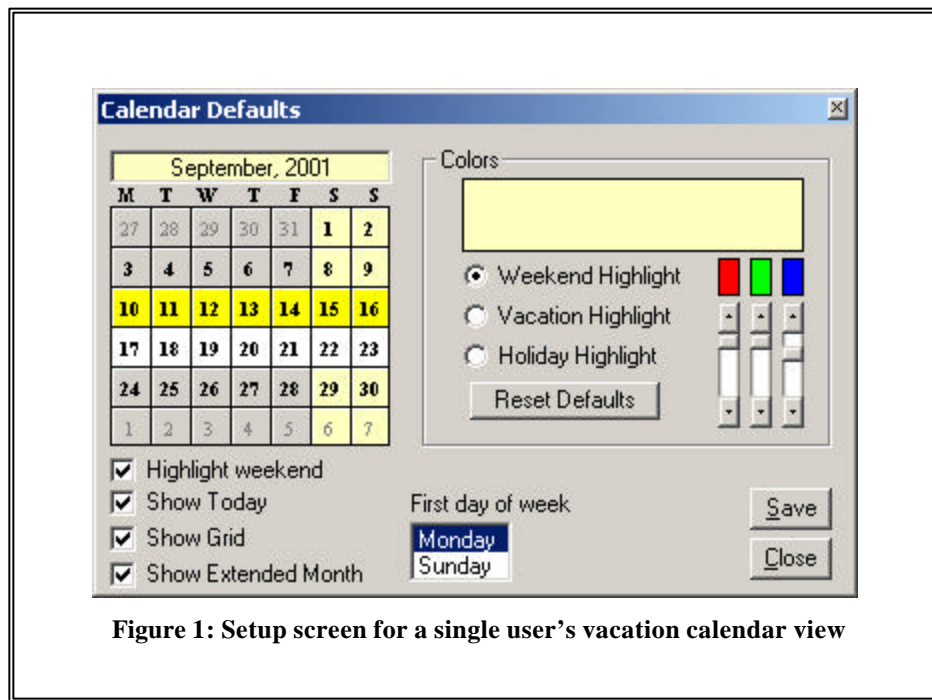 Calendar Defaults
September, 2001
M T W T F S S
27 28 29 30 31 1 2
3 4 5 6 7 8 9
10 11 12 13 14 15 16
17 18 19 20 21 22 23
24 25 26 27 28 29 30
1 2 3 4 5 6 7
Highlight weekend
Show Today
Show Grid
Show Extended Month
Colors
Weekend Highlight
Vacation Highlight
Holiday Highlight
Reset Defaults
First day of week
Monday
Sunday
Save
Close
Figure 1: Setup screen for a single user's vacation calendar view